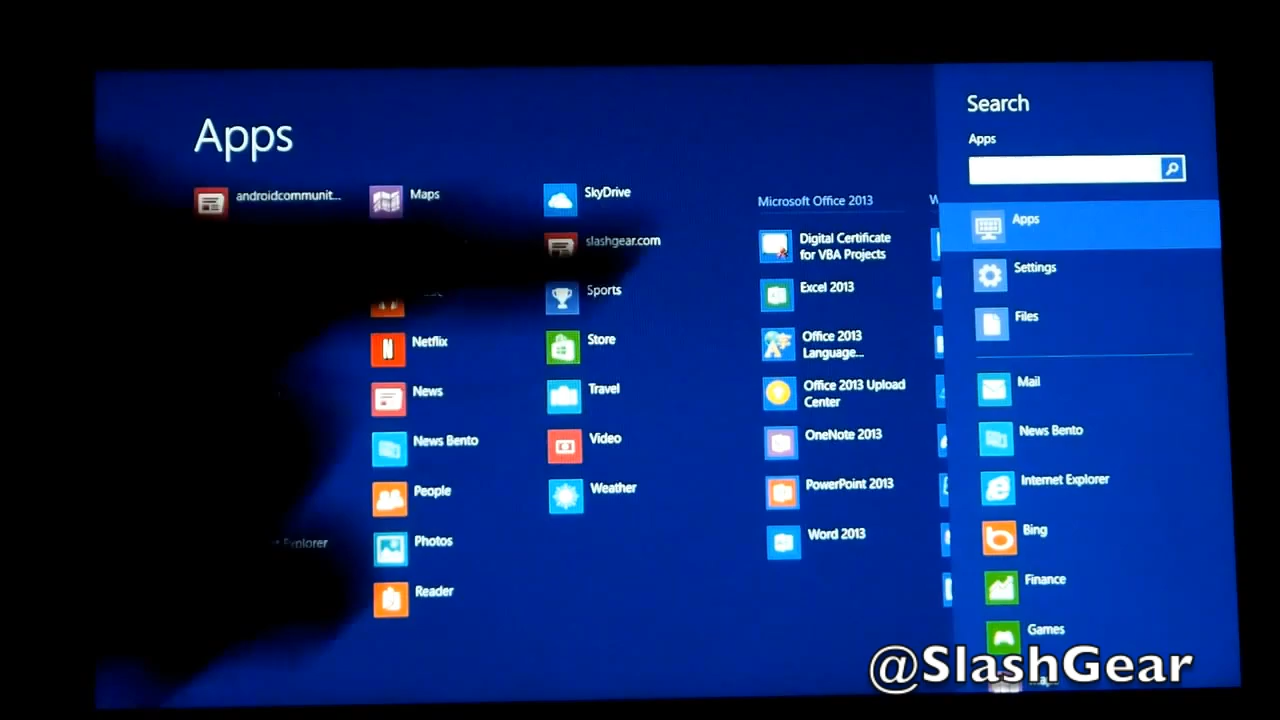 Apps
androidcommunit...
Explorer
Maps
Netflix
News
News Bento
People
Photos
Reader
SkyDrive
slashgear.com
Sports
Store
Travel
Video
Weather
Microsoft Office 2013
Digital Certificate
for VBA Projects
Excel 2013
Office 2013
Language...
Office 2013 Upload
Center
OneNote 2013
PowerPoint 2013
Word 2013
W
Search
Apps
Apps
Settings
Files
Mail
News Bento
Internet Explorer
Bing
Finance
Games
@SlashGear